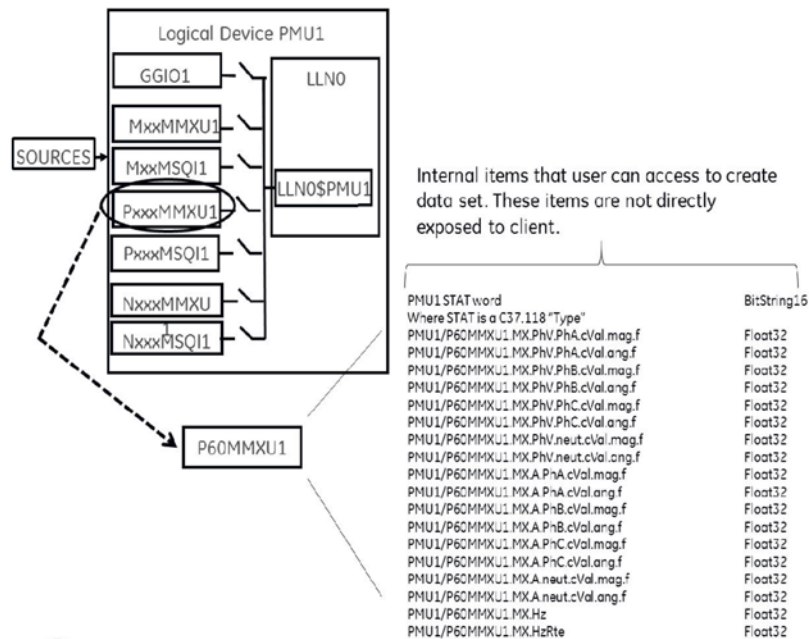 Logical Device PMU1
GGIO1
LLN0
MxxMMXU1
SOURCES
MxxMSQI1
LLN0$PMU1
PxxxMMXU1
PxxxMSQI1
NxxxMMXU
1
NxxxMSQI1
P60MMXU1
Internal items that user can access to create
data set. These items are not directly
exposed to client.
PMU1 STAT word BitString16
Where STAT is a C37.118 "Type"
PMU1/P60MMXU1.MX.PhV.PhA.cVal.mag.f Float32
PMU1/P60MMXU1.MX.PhV.PhA.cVal.ang.f Float32
PMU1/P60MMXU1.MX.PhV.PhB.cVal.mag.f Float32
PMU1/P60MMXU1.MX.PhV.PhB.cVal.ang.f Float32
PMU1/P60MMXU1.MX.PhV.PhC.cVal.mag.f Float32
PMU1/P60MMXU1.MX.PhV.PhC.cVal.ang.f Float32
PMU1/P60MMXU1.MX.PhV.neut.cVal.mag.f Float32
PMU1/P60MMXU1.MX.PhV.neut.cVal.ang.f Float32
PMU1/P60MMXU1.MX.A.PhA.cVal.mag.f Float32
PMU1/P60MMXU1.MX.A.PhA.cVal.ang.f Float32
PMU1/P60MMXU1.MX.A.PhB.cVal.mag.f Float32
PMU1/P60MMXU1.MX.A.PhB.cVal.ang.f Float32
PMU1/P60MMXU1.MX.A.PhC.cVal.mag.f Float32
PMU1/P60MMXU1.MX.A.PhC.cVal.ang.f Float32
PMU1/P60MMXU1.MX.A.neut.cVal.mag.f Float32
PMU1/P60MMXU1.MX.A.neut.cVal.ang.f Float32
PMU1/P60MMXU1.MX.Hz Float32
PMU1/P60MMXU1.MX.HzRte Float32